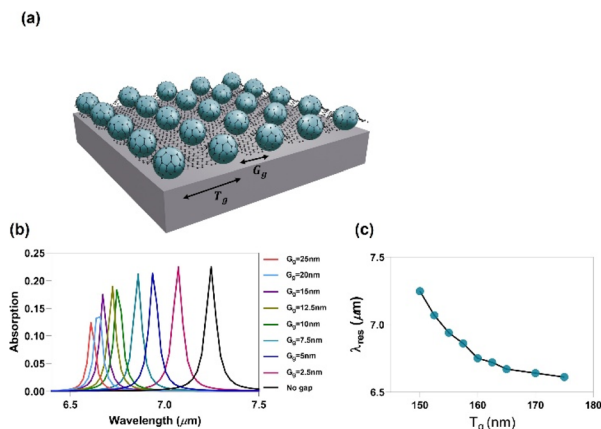 (a)
G_g
T_g
(b)
0.25
0.20
0.15
0.10
0.05
0.00
Absorption
6.5
7.0
7.5
Wavelength (μm)
G_g=25nm
G_g=20nm
G_g=15nm
G_g=12.5nm
G_g=10nm
G_g=7.5nm
G_g=5nm
G_g=2.5nm
No gap
(c)
7.5
7.0
6.5
λ_res (μm)
150
160
170
180
T_g (nm)